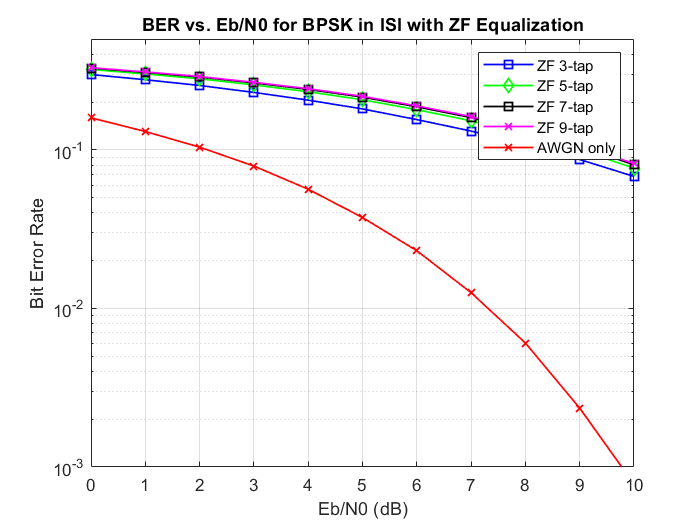 BER vs. Eb/N0 for BPSK in ISI with ZF Equalization
ZF 3-tap
ZF 5-tap
ZF 7-tap
ZF 9-tap
AWGN only
10-1
10-2
10-3
Bit Error Rate
0 1 2 3 4 5 6 7 8 9 10
Eb/N0 (dB)